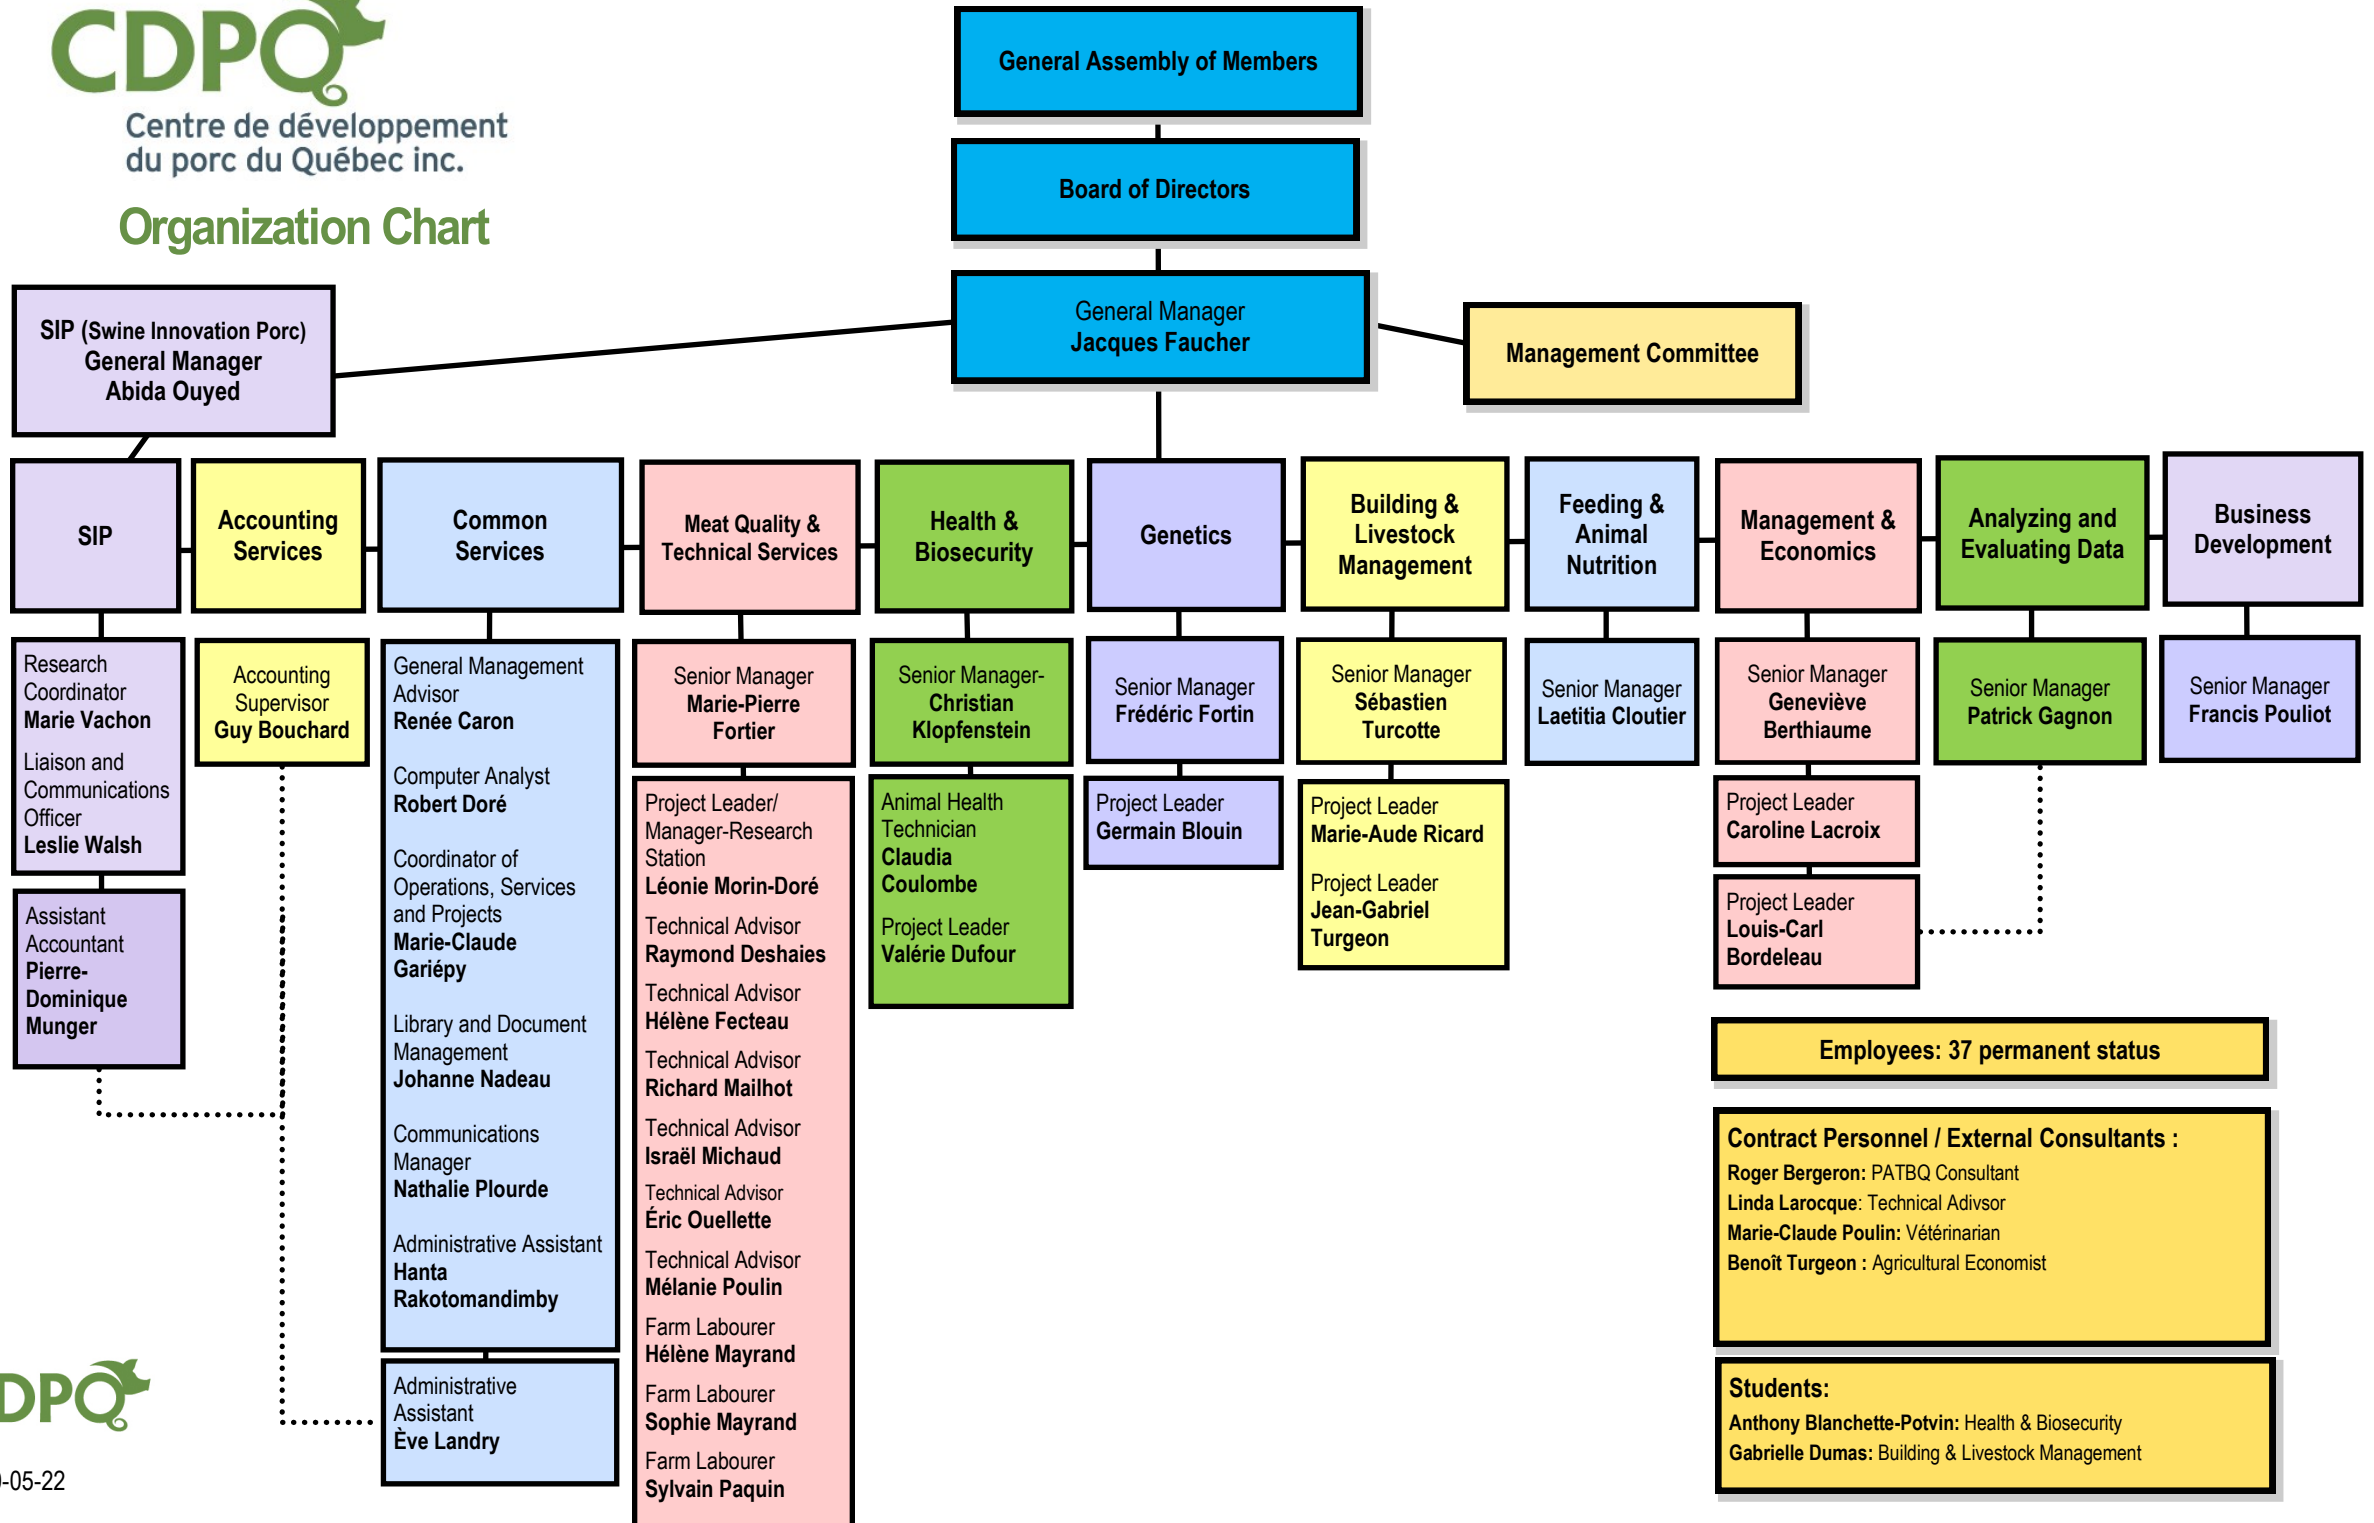 CDPQ
Centre de développement
du porc du Québec inc.
Organization Chart
General Assembly of Members
Board of Directors
General Manager
Jacques Faucher
Management Committee
SIP (Swine Innovation Porc)
General Manager
Abida Ouyed
SIP
Research
Coordinator
Marie Vachon
Liaison and
Communications
Officer
Leslie Walsh
Assistant
Accountant
Pierre-
Dominique
Munger
Accounting
Services
Accounting
Supervisor
Guy Bouchard
Common
Services
General Management
Advisor
Renée Caron
Computer Analyst
Robert Doré
Coordinator of
Operations, Services
and Projects
Marie-Claude
Gariépy
Library and Document
Management
Johanne Nadeau
Communications
Manager
Nathalie Plourde
Administrative Assistant
Hanta
Rakotomandimby
Administrative
Assistant
Ève Landry
Meat Quality &
Technical Services
Senior Manager
Marie-Pierre
Fortier
Project Leader/
Manager-Research
Station
Léonie Morin-Doré
Technical Advisor
Raymond Deshaies
Technical Advisor
Hélène Fecteau
Technical Advisor
Richard Mailhot
Technical Advisor
Israël Michaud
Technical Advisor
Éric Ouellette
Technical Advisor
Mélanie Poulin
Farm Labourer
Hélène Mayrand
Farm Labourer
Sophie Mayrand
Farm Labourer
Sylvain Paquin
Health &
Biosecurity
Senior Manager-
Christian
Klopfenstein
Animal Health
Technician
Claudia
Coulombe
Project Leader
Valérie Dufour
Genetics
Senior Manager
Frédéric Fortin
Project Leader
Germain Blouin
Building &
Livestock
Management
Senior Manager
Sébastien
Turcotte
Project Leader
Marie-Aude Ricard
Project Leader
Jean-Gabriel
Turgeon
Feeding &
Animal
Nutrition
Senior Manager
Laetitia Cloutier
Management &
Economics
Senior Manager
Geneviève
Berthiaume
Project Leader
Caroline Lacroix
Project Leader
Louis-Carl
Bordeleau
Analyzing and
Evaluating Data
Senior Manager
Patrick Gagnon
Business
Development
Senior Manager
Francis Pouliot
Employees: 37 permanent status
Contract Personnel / External Consultants :
Roger Bergeron: PATBQ Consultant
Linda Larocque: Technical Adivsor
Marie-Claude Poulin: Vétérinarian
Benoît Turgeon : Agricultural Economist
Students:
Anthony Blanchette-Potvin: Health & Biosecurity
Gabrielle Dumas: Building & Livestock Management
DPQ
-05-22